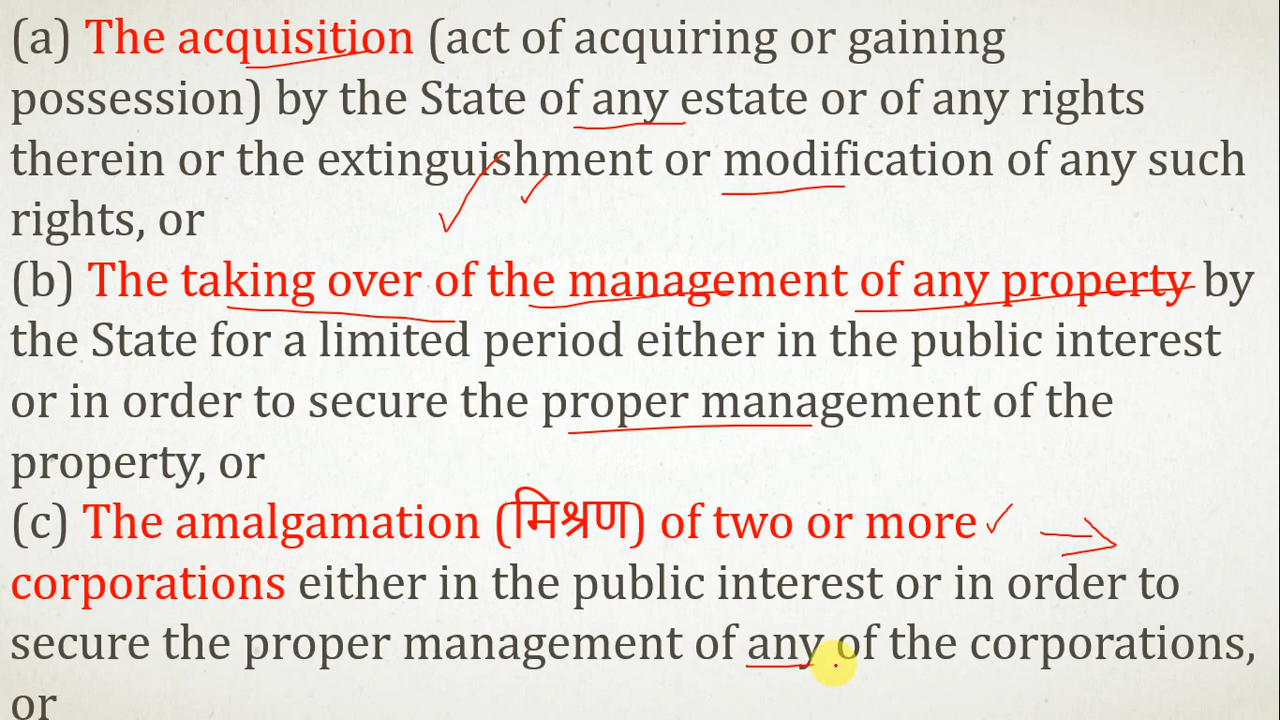 (a) The acquisition (act of acquiring or gaining
possession) by the State of any estate or of any rights
therein or the extinguishment or modification of any such
rights, or
(b) The taking over of the management of any property by
the State for a limited period either in the public interest
or in order to secure the proper management of the
property, or
(c) The amalgamation (मिश्रण) of two or more
corporations either in the public interest or in order to
secure the proper management of any of the corporations,
or